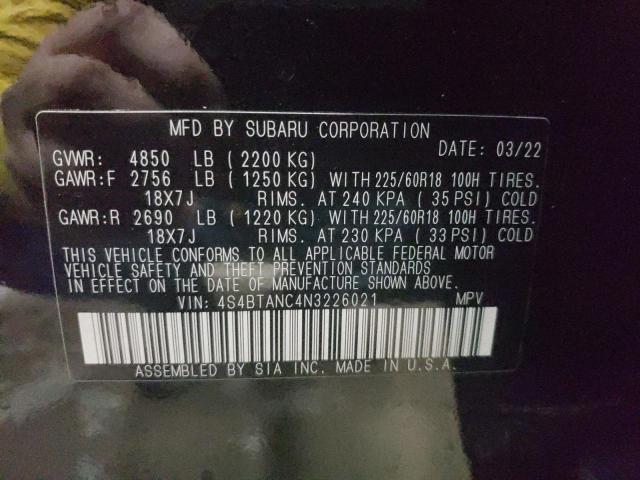 MFD BY SUBARU CORPORATION
DATE: 03/22
GVWR: 4850 LB (2200 KG)
GAWR:F 2756 LB (1250 KG) WITH 225/60R18 100H TIRES.
18X7J RIMS. AT 240 KPA (35 PSI) COLD
GAWR:R 2690 LB (1220 KG) WITH 225/60R18 100H TIRES.
18X7J RIMS. AT 230 KPA (33 PSI) COLD
THIS VEHICLE CONFORMS TO ALL APPLICABLE FEDERAL MOTOR
VEHICLE SAFETY AND THEFT PREVENTION STANDARDS
IN EFFECT ON THE DATE OF MANUFACTURE SHOWN ABOVE.
VIN: 4S4BTANC4N3226021 MPV
ASSEMBLED BY SIA INC. MADE IN U.S.A.